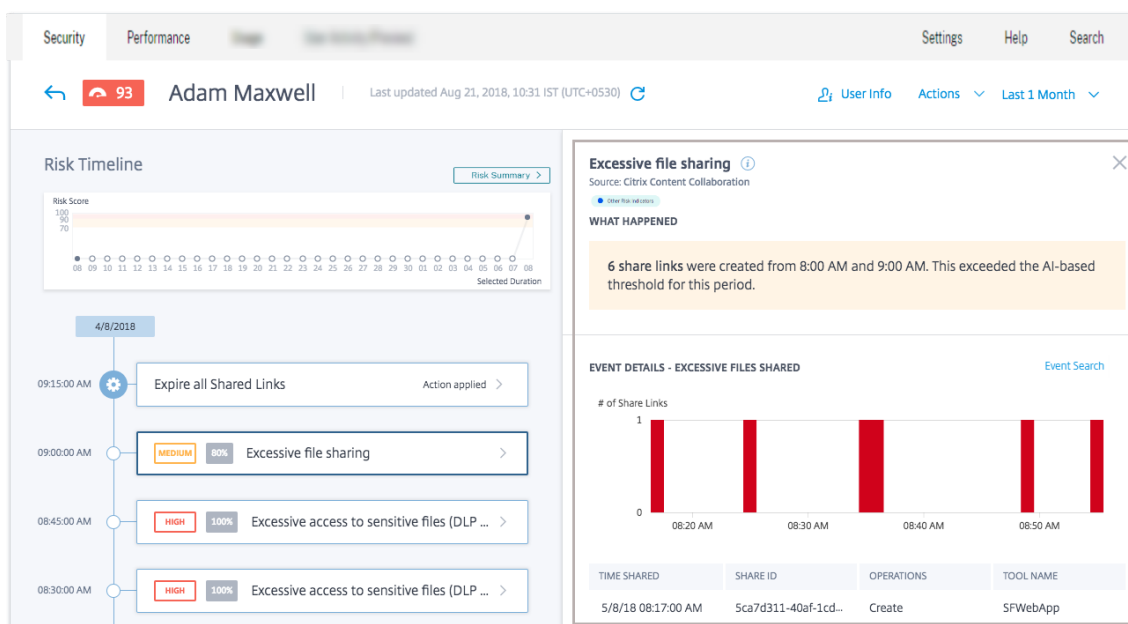 Security Performance Settings Help Search
93 Adam Maxwell Last updated Aug 21, 2018, 10:31 IST (UTC+0530) User Info Actions Last 1 Month
Risk Timeline
Risk Summary >
Risk Score
100
90
70
08 09 10 11 12 13 14 15 16 17 18 19 20 21 22 23 24 25 26 27 28 29 30 01 02 03 04 05 06 07 08
Selected Duration
4/8/2018
09:15:00 AM Expire all Shared Links Action applied
09:00:00 AM MEDIUM 80% Excessive file sharing
08:45:00 AM HIGH 100% Excessive access to sensitive files (DLP ...
08:30:00 AM HIGH 100% Excessive access to sensitive files (DLP ...
Excessive file sharing
Source: Citrix Content Collaboration
Other Risk Indicators
WHAT HAPPENED
6 share links were created from 8:00 AM and 9:00 AM. This exceeded the AI-based
threshold for this period.
EVENT DETAILS - EXCESSIVE FILES SHARED Event Search
# of Share Links
1
0
08:20 AM 08:30 AM 08:40 AM 08:50 AM
TIME SHARED SHARE ID OPERATIONS TOOL NAME
5/8/18 08:17:00 AM 5ca7d311-40af-1cd... Create SFWebApp